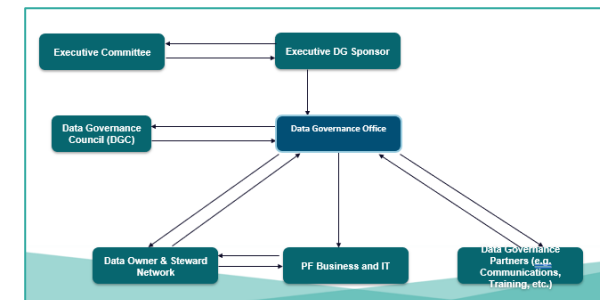 Executive Committee
Executive DG Sponsor
Data Governance
Council (DGC)
Data Governance Office
Data Owner & Steward
Network
PF Business and IT
Data Governance
Partners (e.g.
Communications,
Training, etc.)